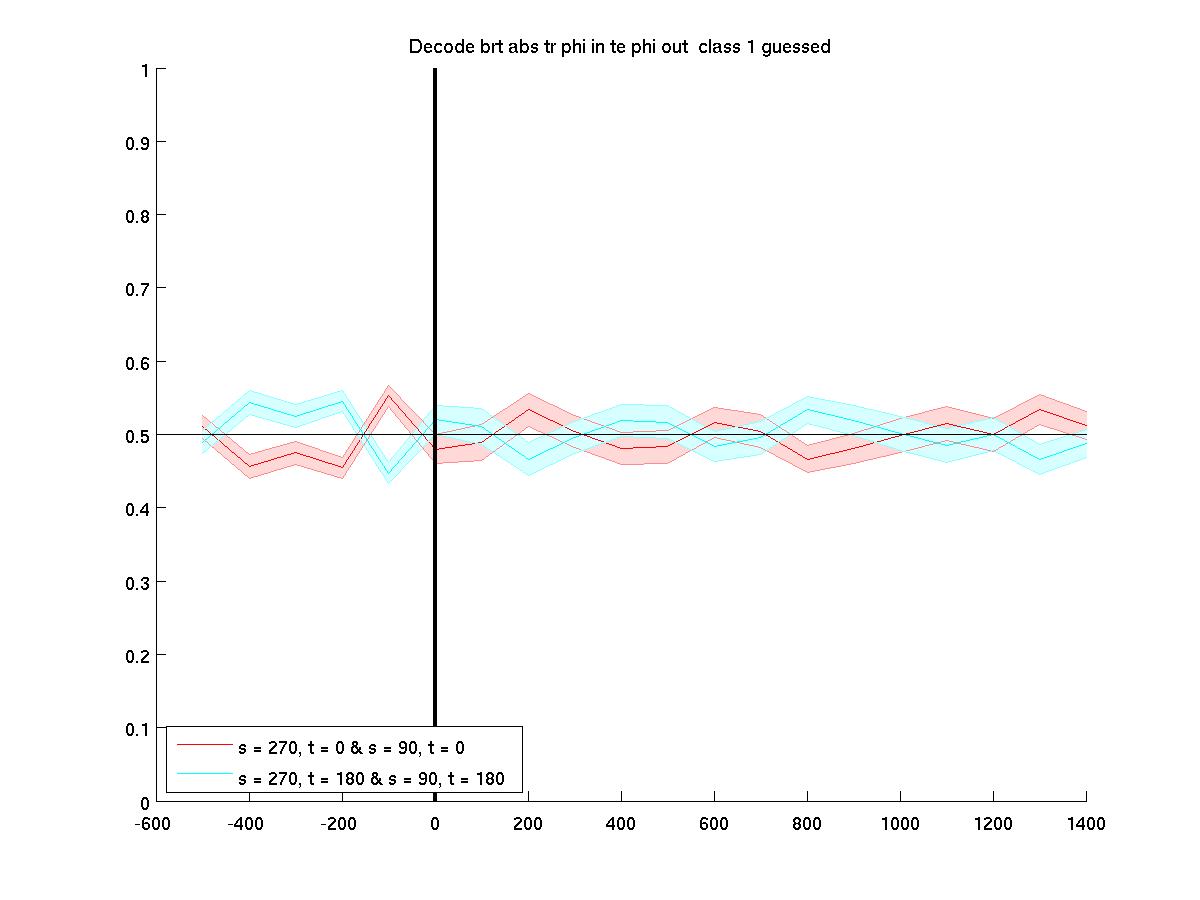 Decode brt abs tr phi in te phi out  class 1 guessed
1
0.9
0.8
0.7
0.6
0.5
0.4
0.3
0.2
0.1
0
s = 270, t = 0 & s = 90, t = 0
s = 270, t = 180 & s = 90, t = 180
-600 -400 -200 0 200 400 600 800 1000 1200 1400